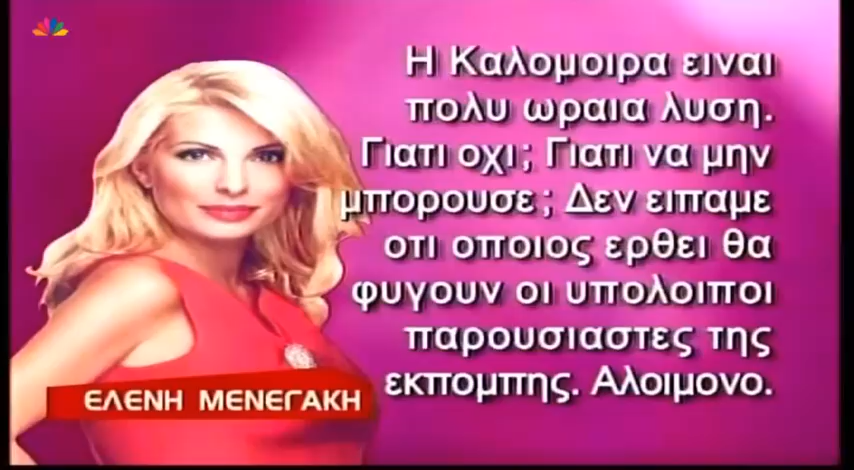 Η Καλομοιρα ειναι
πολυ ωραια λυση.
Γιατι οχι; Γιατι να μην
μπορουσε; Δεν ειπαμε
οτι οποιος ερθει θα
φυγουν οι υπολοιποι
παρουσιαστες της
εκπομπης. Αλοιμονο.
ΕΛΕΝΗ ΜΕΝΕΓΑΚΗ